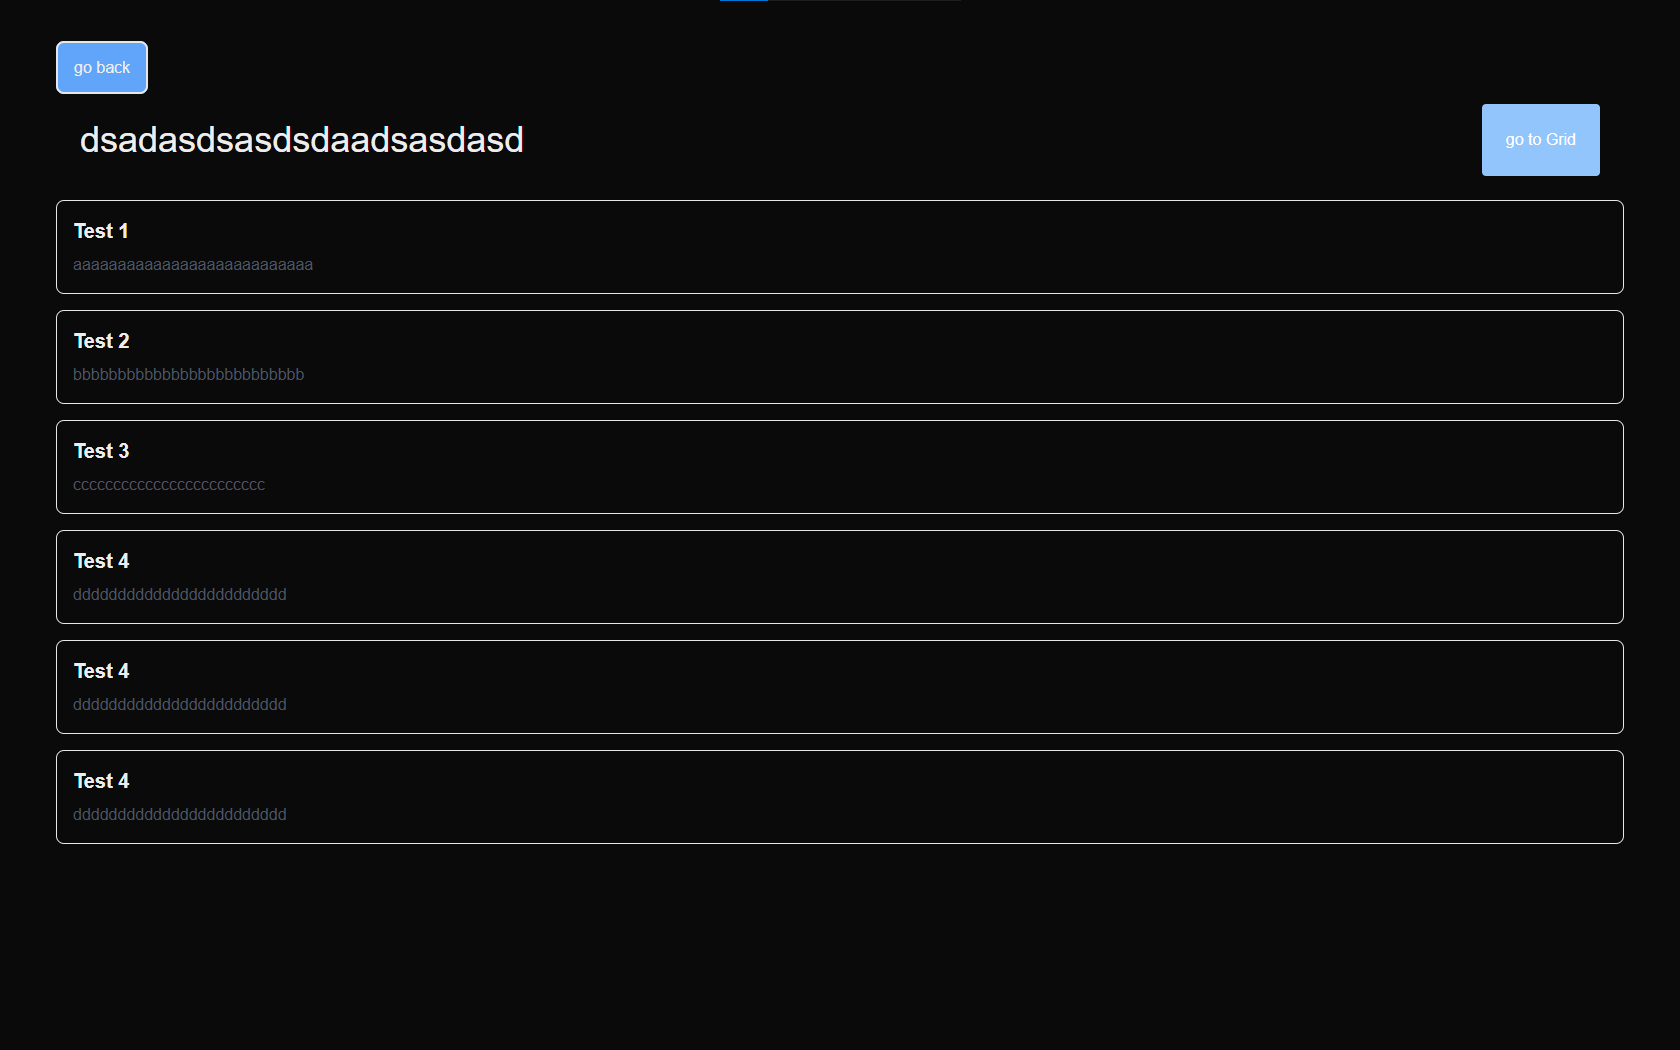 go back
dsadasdsasdsdaadsasdasd
go to Grid
Test 1
aaaaaaaaaaaaaaaaaaaaaaaaaaa
Test 2
bbbbbbbbbbbbbbbbbbbbbbbbbb
Test 3
cccccccccccccccccccccccc
Test 4
dddddddddddddddddddddddd
Test 4
dddddddddddddddddddddddd
Test 4
dddddddddddddddddddddddd